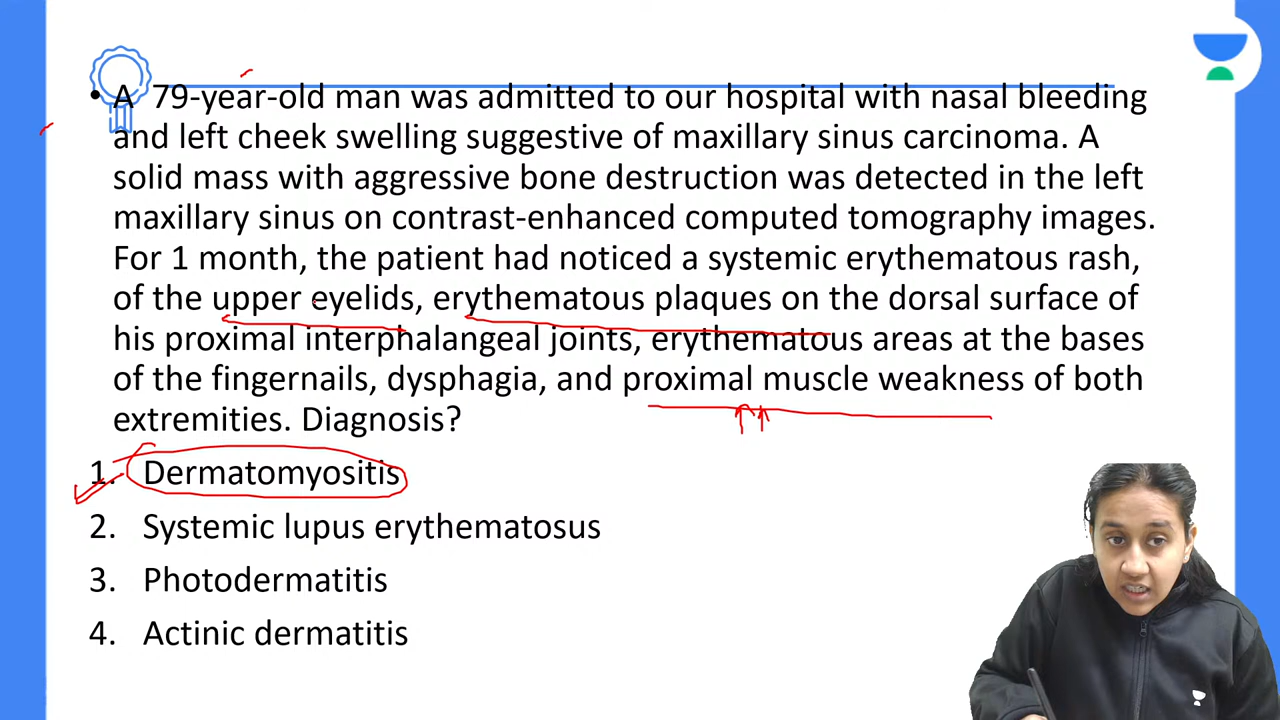 • A 79-year-old man was admitted to our hospital with nasal bleeding
and left cheek swelling suggestive of maxillary sinus carcinoma. A
solid mass with aggressive bone destruction was detected in the left
maxillary sinus on contrast-enhanced computed tomography images.
For 1 month, the patient had noticed a systemic erythematous rash,
of the upper eyelids, erythematous plaques on the dorsal surface of
his proximal interphalangeal joints, erythematous areas at the bases
of the fingernails, dysphagia, and proximal muscle weakness of both
extremities. Diagnosis?
1. Dermatomyositis
2. Systemic lupus erythematosus
3. Photodermatitis
4. Actinic dermatitis